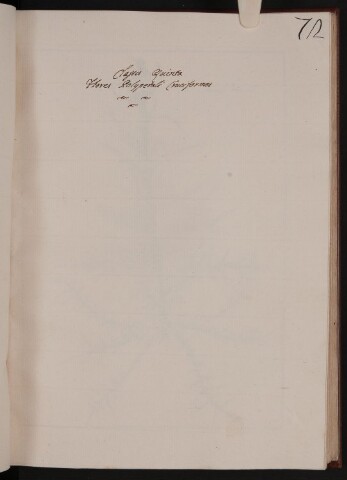 712
Classis Quinta
Flores Polypetali Cruciformes